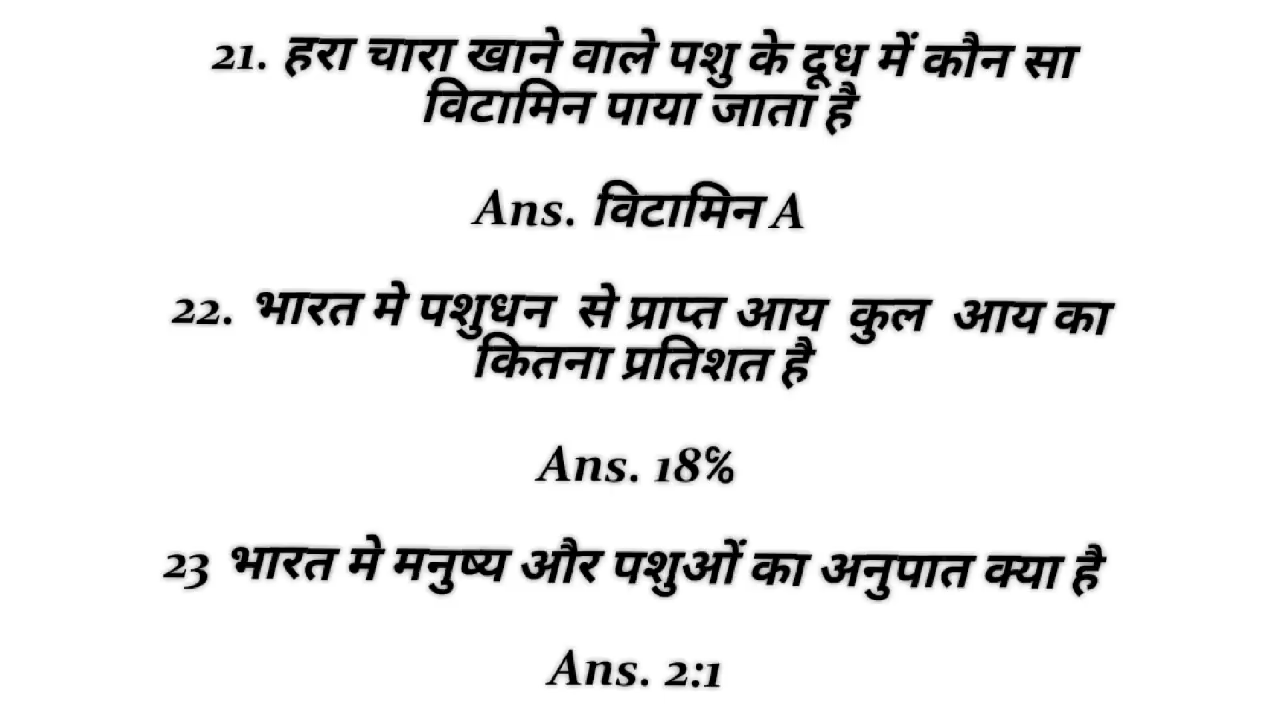 21. हरा चारा खाने वाले पशु के दूध में कौन सा
विटामिन पाया जाता है
Ans. विटामिन A
22. भारत मे पशुधन से प्राप्त आय कुल आय का
कितना प्रतिशत है
Ans. 18%
23 भारत मे मनुष्य और पशुओं का अनुपात क्या है
Ans. 2:1